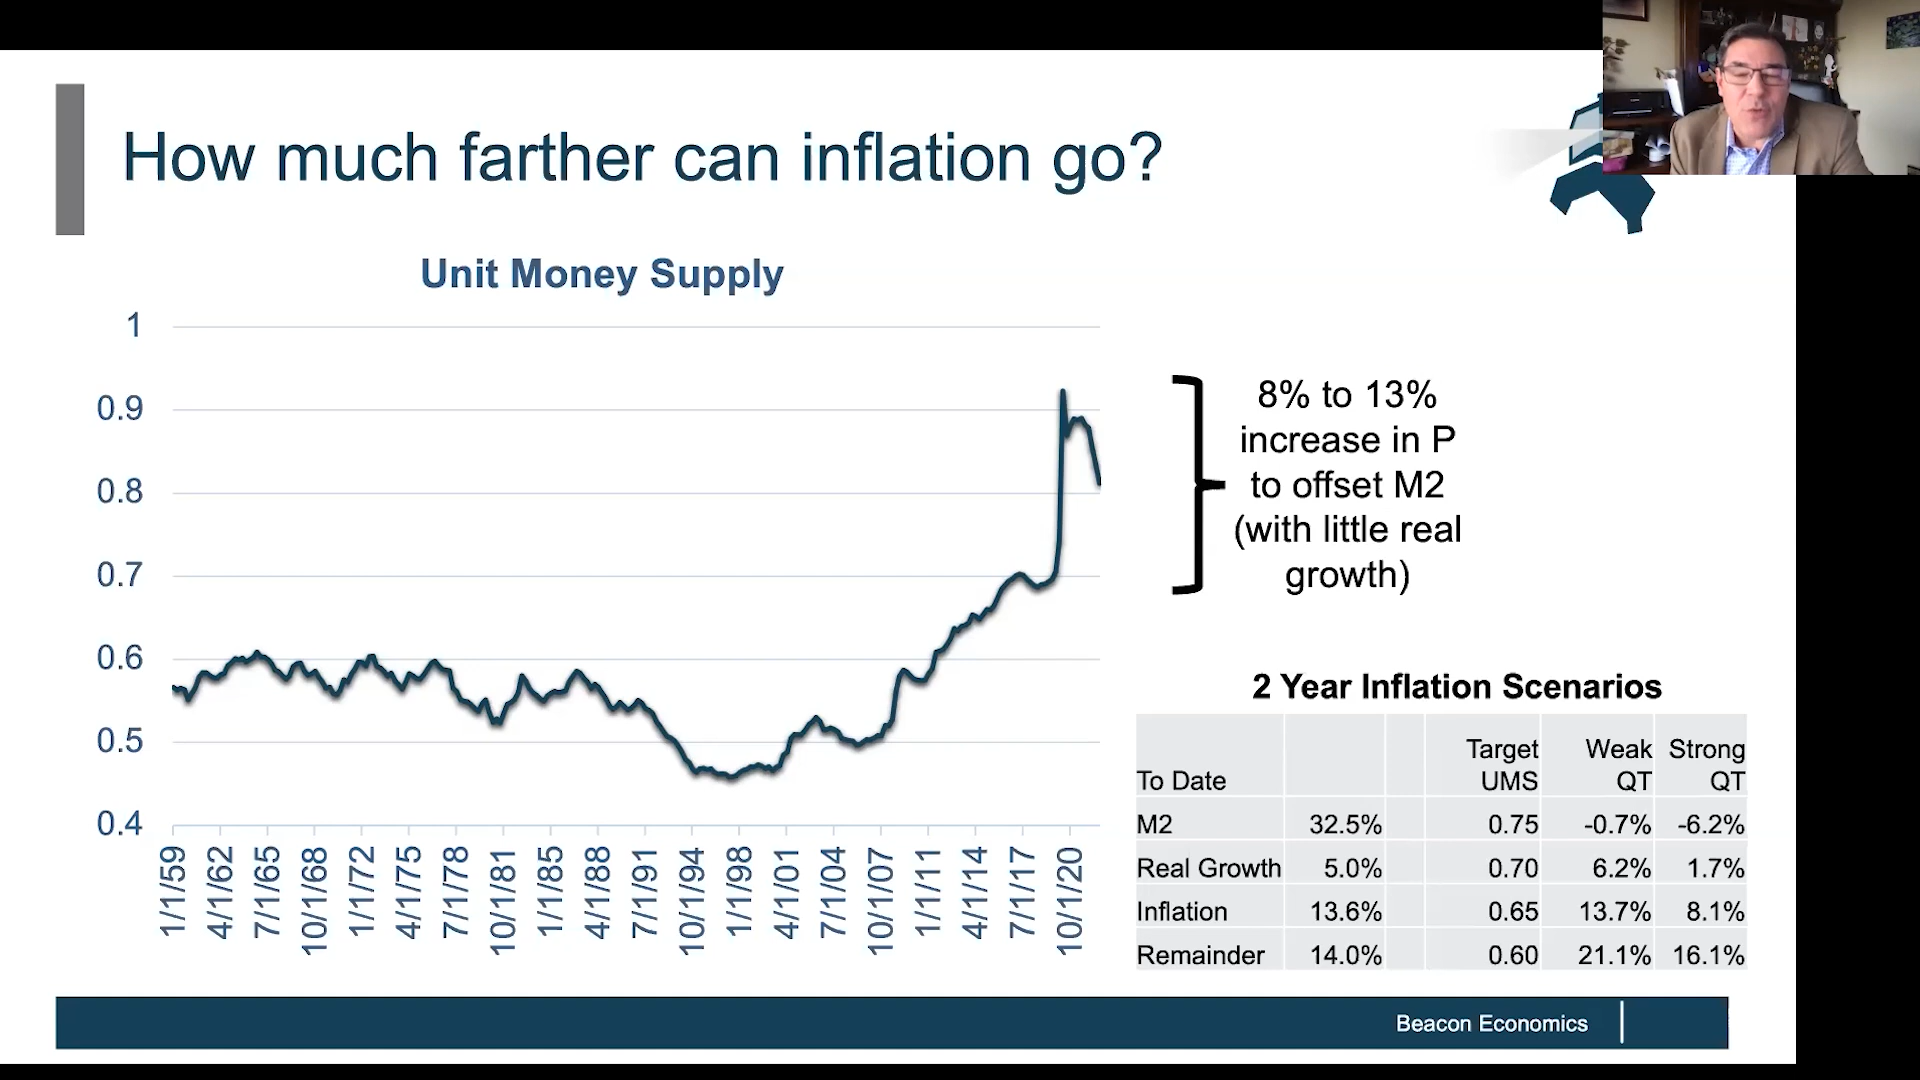 How much farther can inflation go?
Unit Money Supply
1
0.9
0.8
0.7
0.6
0.5
0.4
1/1/59
4/1/62
7/1/65
10/1/68
1/1/72
4/1/75
7/1/78
10/1/81
1/1/85
4/1/88
7/1/91
10/1/94
1/1/98
4/1/01
7/1/04
10/1/07
1/1/11
4/1/14
7/1/17
10/1/20
8% to 13%
increase in P
to offset M2
(with little real
growth)
2 Year Inflation Scenarios
To Date Target UMS Weak QT Strong QT
M2 32.5% 0.75 -0.7% -6.2%
Real Growth 5.0% 0.70 6.2% 1.7%
Inflation 13.6% 0.65 13.7% 8.1%
Remainder 14.0% 0.60 21.1% 16.1%
Beacon Economics